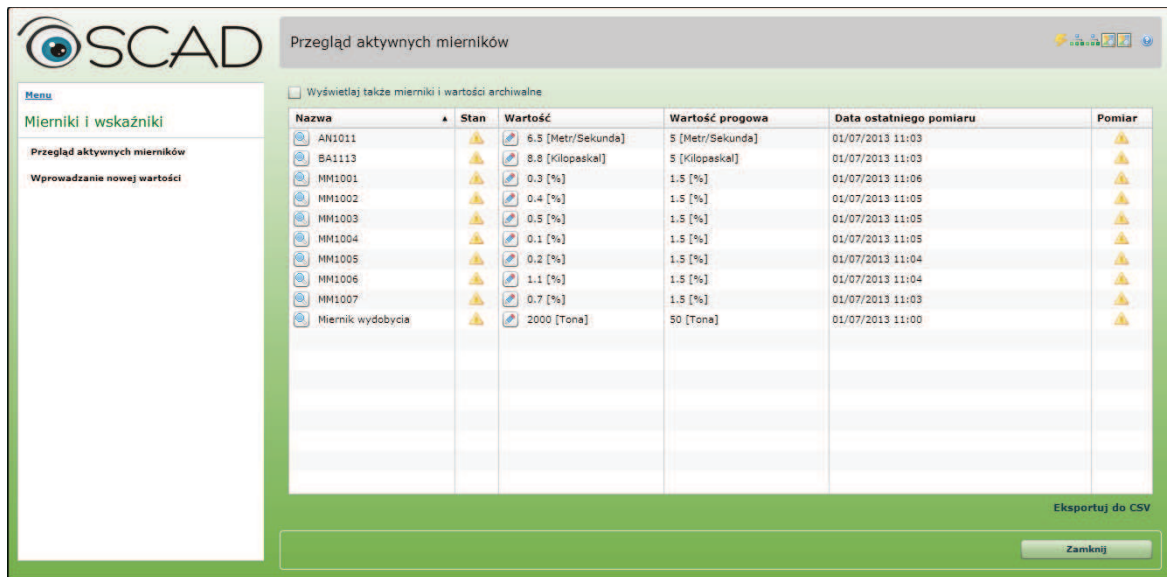 OSCAD
Przegląd aktywnych mierników
Menu
Mierniki i wskaźniki
Przegląd aktywnych mierników
Wprowadzanie nowej wartości
Wyświetlaj także mierniki i wartości archiwalne
Nazwa Stan Wartość Wartość progowa Data ostatniego pomiaru Pomiar
AN1011 6.5 [Metr/Sekunda] 5 [Metr/Sekunda] 01/07/2013 11:03
BA1113 8.8 [Kilopaskal] 5 [Kilopaskal] 01/07/2013 11:03
MM1001 0.3 [%] 1.5 [%] 01/07/2013 11:06
MM1002 0.4 [%] 1.5 [%] 01/07/2013 11:05
MM1003 0.5 [%] 1.5 [%] 01/07/2013 11:05
MM1004 0.1 [%] 1.5 [%] 01/07/2013 11:05
MM1005 0.2 [%] 1.5 [%] 01/07/2013 11:04
MM1006 1.1 [%] 1.5 [%] 01/07/2013 11:04
MM1007 0.7 [%] 1.5 [%] 01/07/2013 11:03
Miernik wydobycia 2000 [Tona] 50 [Tona] 01/07/2013 11:00
Eksportuj do CSV
Zamknij